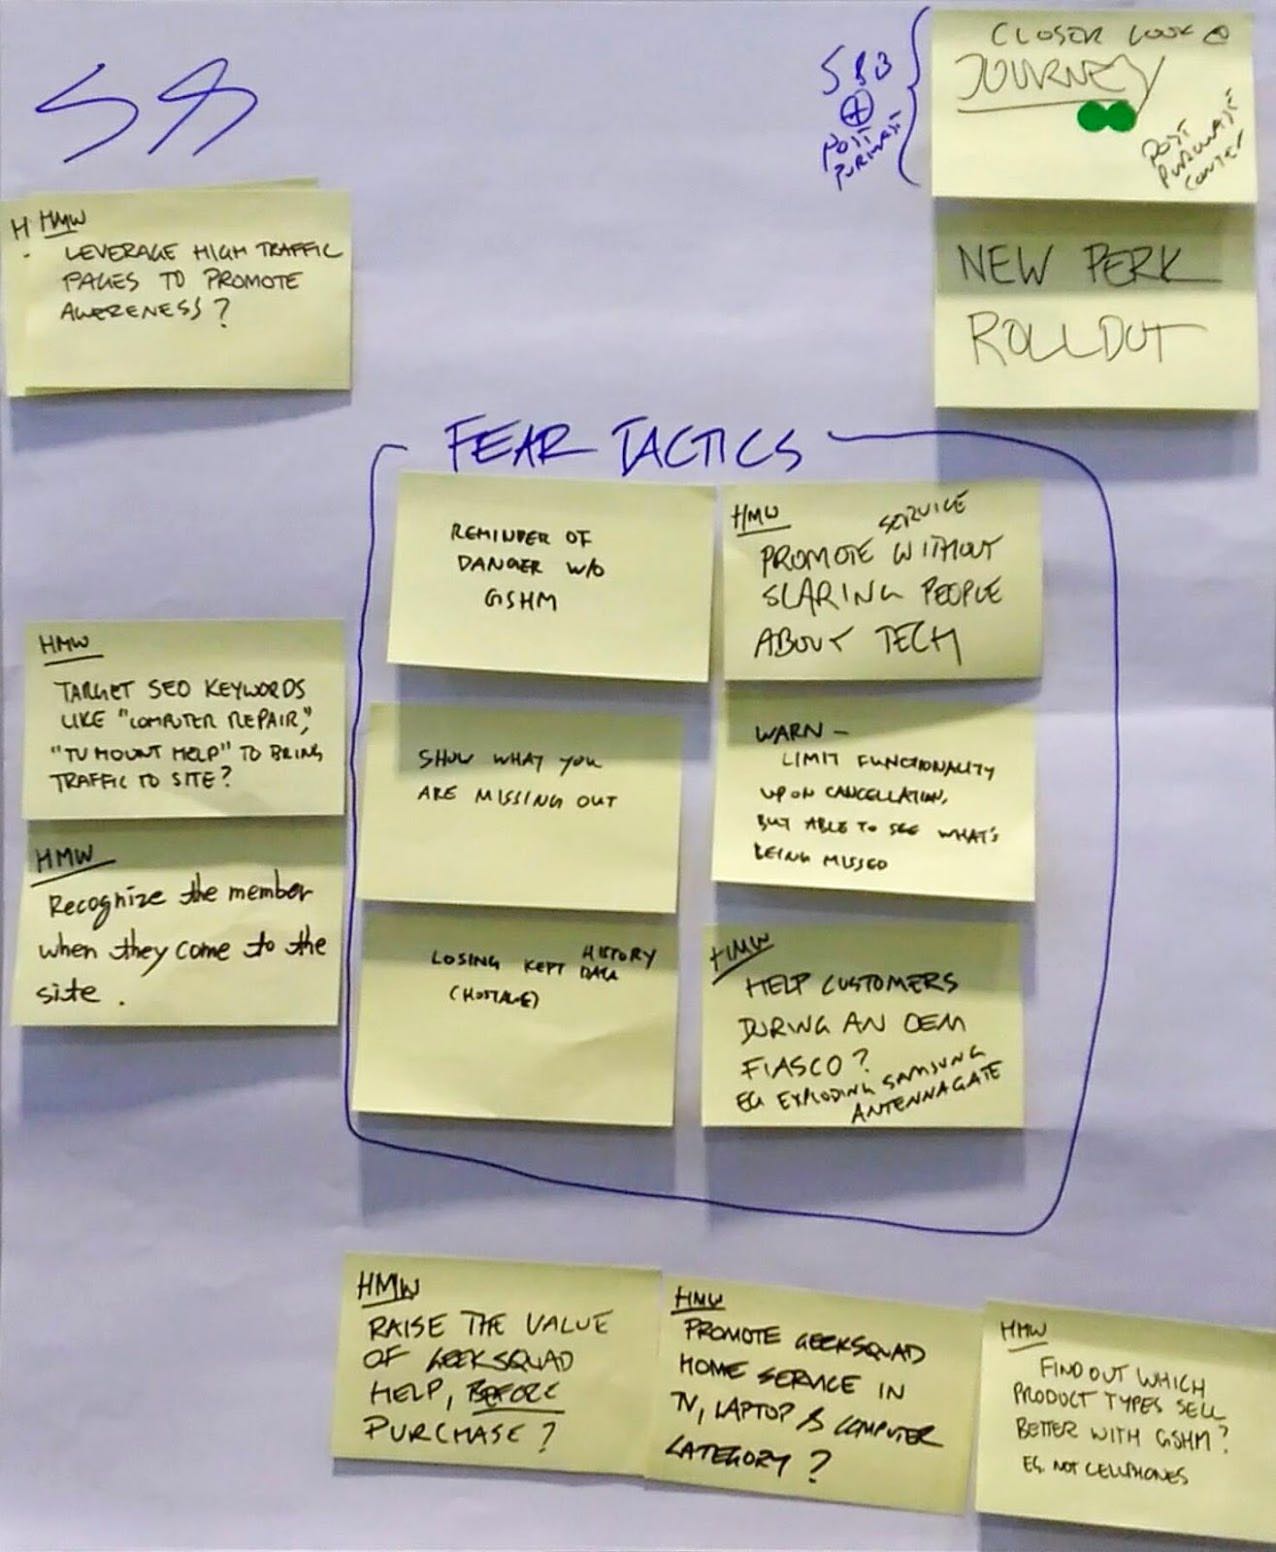 CLOSER LOOK @
JOURNEY
POST
PURCHASE
CENTER
SBB
POST
PURCHASE
NEW PERK
ROLLOUT
H HMW
LEVERAGE HIGH TRAFFIC
PAGES TO PROMOTE
AWERENESS?
FEAR TACTICS
REMINDER OF
DANGER W/O
GSHM
HMW
SERVICE
PROMOTE WITHOUT
SCARING PEOPLE
ABOUT TECH
HMW
TARGET SEO KEYWORDS
LIKE "COMPUTER REPAIR,"
"TV MOUNT HELP" TO BRING
TRAFFIC TO SITE?
SHOW WHAT YOU
ARE MISSING OUT
WARN -
LIMIT FUNCTIONALITY
UPON CANCELLATION,
BUT ABLE TO SEE WHAT'S
BEING MISSED
HMW
Recognize the member
when they come to the
site.
LOSING KEPT HISTORY
DATA
(HOSTAGE)
HMW
HELP CUSTOMERS
DURING AN OEM
FIASCO?
EG EXPLODING SAMSUNG
ANTENNAGATE
HMW
RAISE THE VALUE
OF GEEKSQUAD
HELP, BEFORE
PURCHASE?
HMW
PROMOTE GEEKSQUAD
HOME SERVICE IN
TV, LAPTOP & COMPUTER
CATEGORY?
HMW
FIND OUT WHICH
PRODUCT TYPES SELL
BETTER WITH GSHM?
EG. NOT CELLPHONES